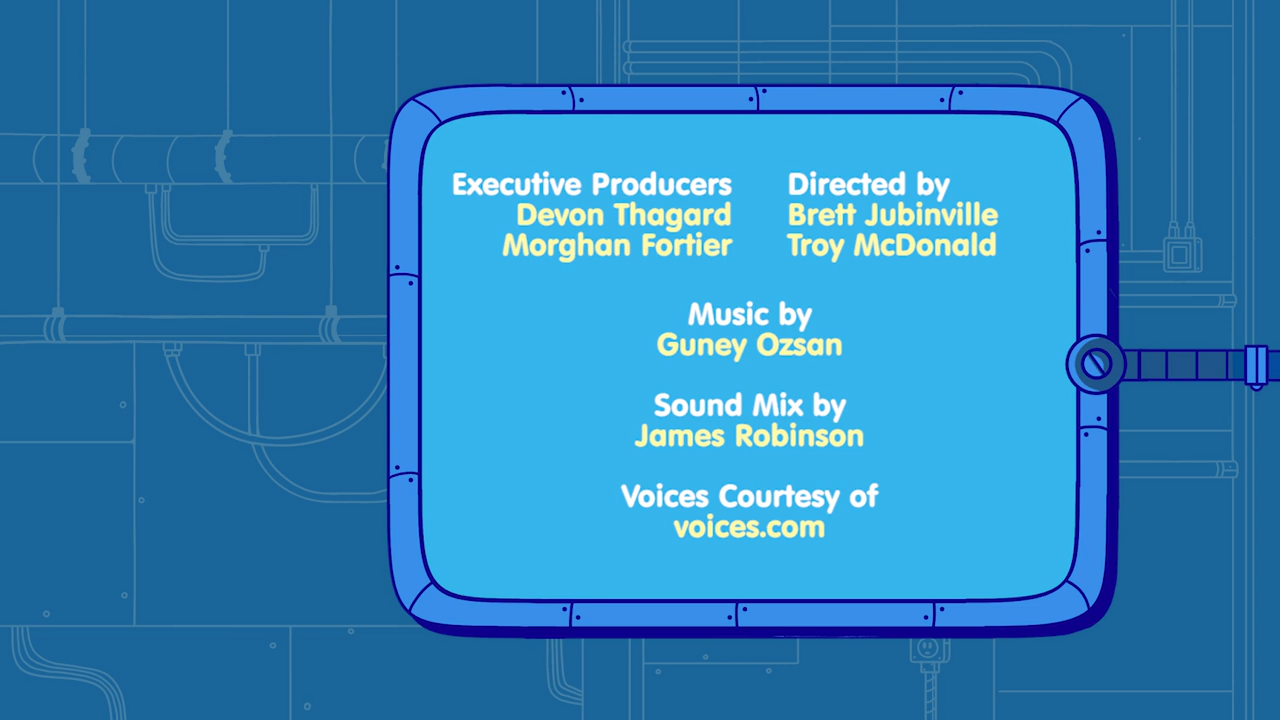 Executive Producers
Devon Thagard
Morghan Fortier
Directed by
Brett Jubinville
Troy McDonald
Music by
Guney Ozsan
Sound Mix by
James Robinson
Voices Courtesy of
voices.com